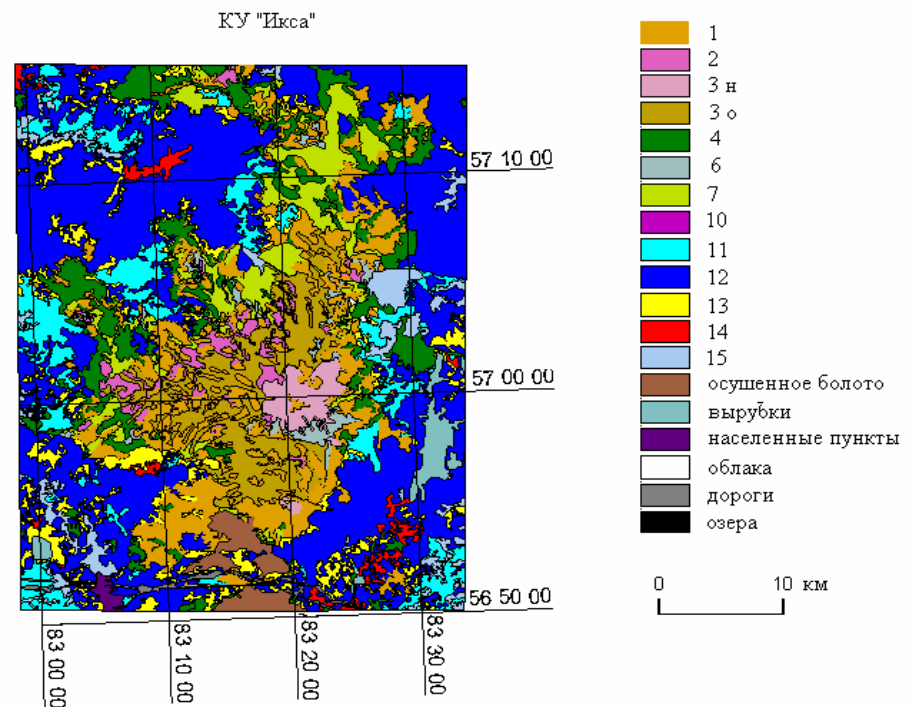 КУ "Икса"
1
2
3 н
3 о
4
6
7
10
11
12
13
14
15
осушенное болото
вырубки
населенные пункты
облака
дороги
озера
0 10 км
57 10 00
57 00 00
56 50 00
83 00 00
83 10 00
83 20 00
83 30 00